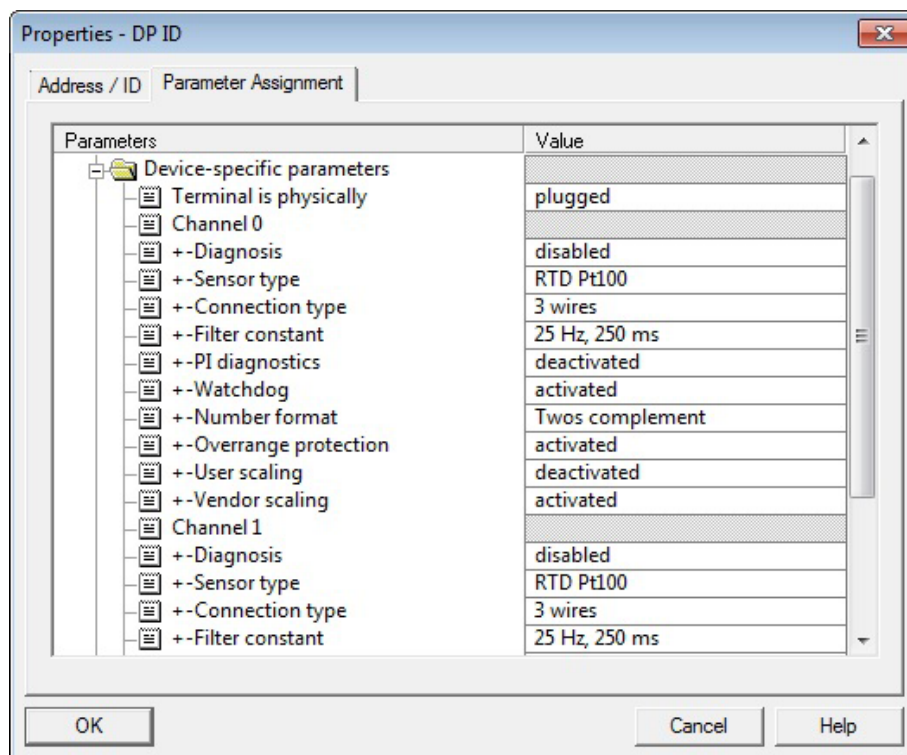 Properties - DP ID
Address / ID Parameter Assignment
Parameters Value
Device-specific parameters
Terminal is physically plugged
Channel 0
+-Diagnosis disabled
+-Sensor type RTD Pt100
+-Connection type 3 wires
+-Filter constant 25 Hz, 250 ms
+-PI diagnostics deactivated
+-Watchdog activated
+-Number format Twos complement
+-Overrange protection activated
+-User scaling deactivated
+-Vendor scaling activated
Channel 1
+-Diagnosis disabled
+-Sensor type RTD Pt100
+-Connection type 3 wires
+-Filter constant 25 Hz, 250 ms
OK Cancel Help